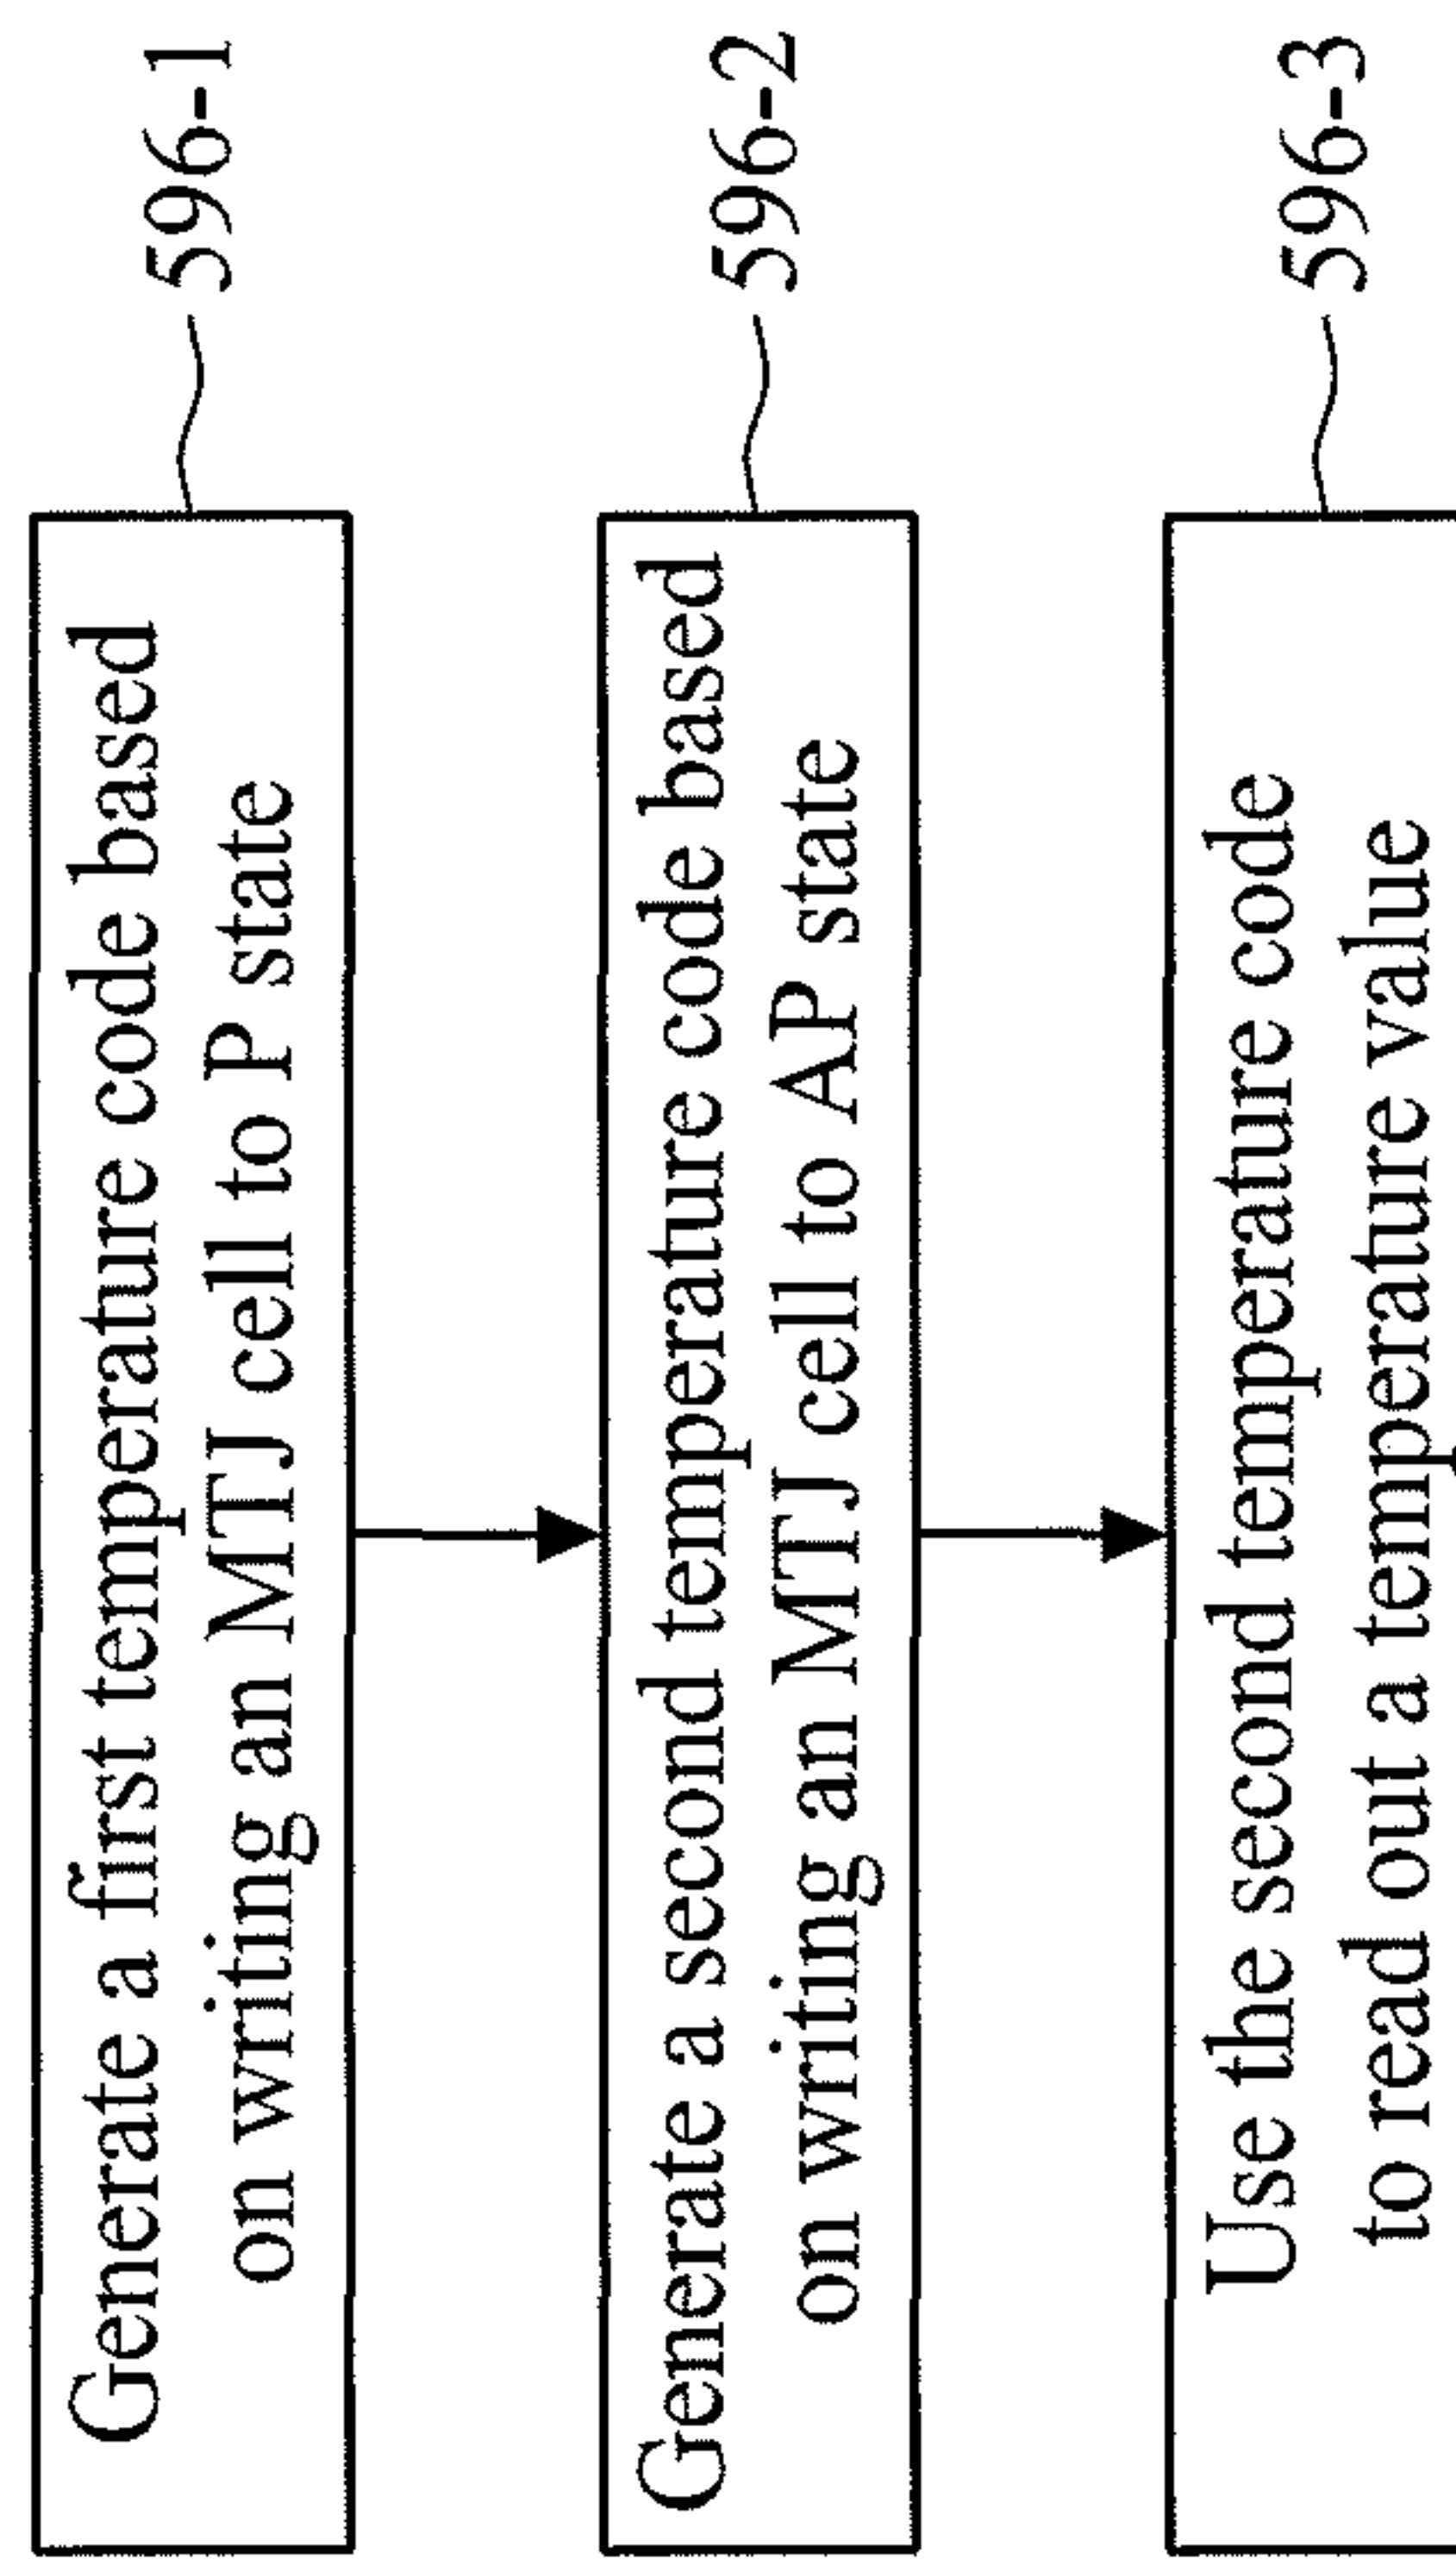 Generate a first temperature code based
on writing an MTJ cell to P state
596-1
Generate a second temperature code based
on writing an MTJ cell to AP state
596-2
Use the second temperature code
to read out a temperature value
596-3